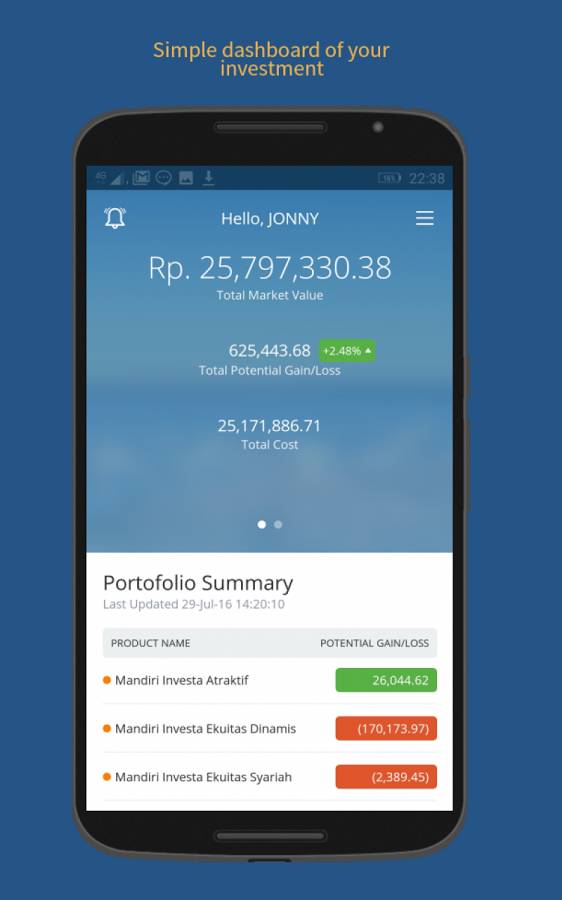 Simple dashboard of your
investment
4G
22:38
Hello, JONNY
Rp. 25,797,330.38
Total Market Value
625,443.68 +2.48%
Total Potential Gain/Loss
25,171,886.71
Total Cost
Portofolio Summary
Last Updated 29-Jul-16 14:20:10
PRODUCT NAME POTENTIAL GAIN/LOSS
Mandiri Investa Atraktif 26,044.62
Mandiri Investa Ekuitas Dinamis (170,173.97)
Mandiri Investa Ekuitas Syariah (2,389.45)